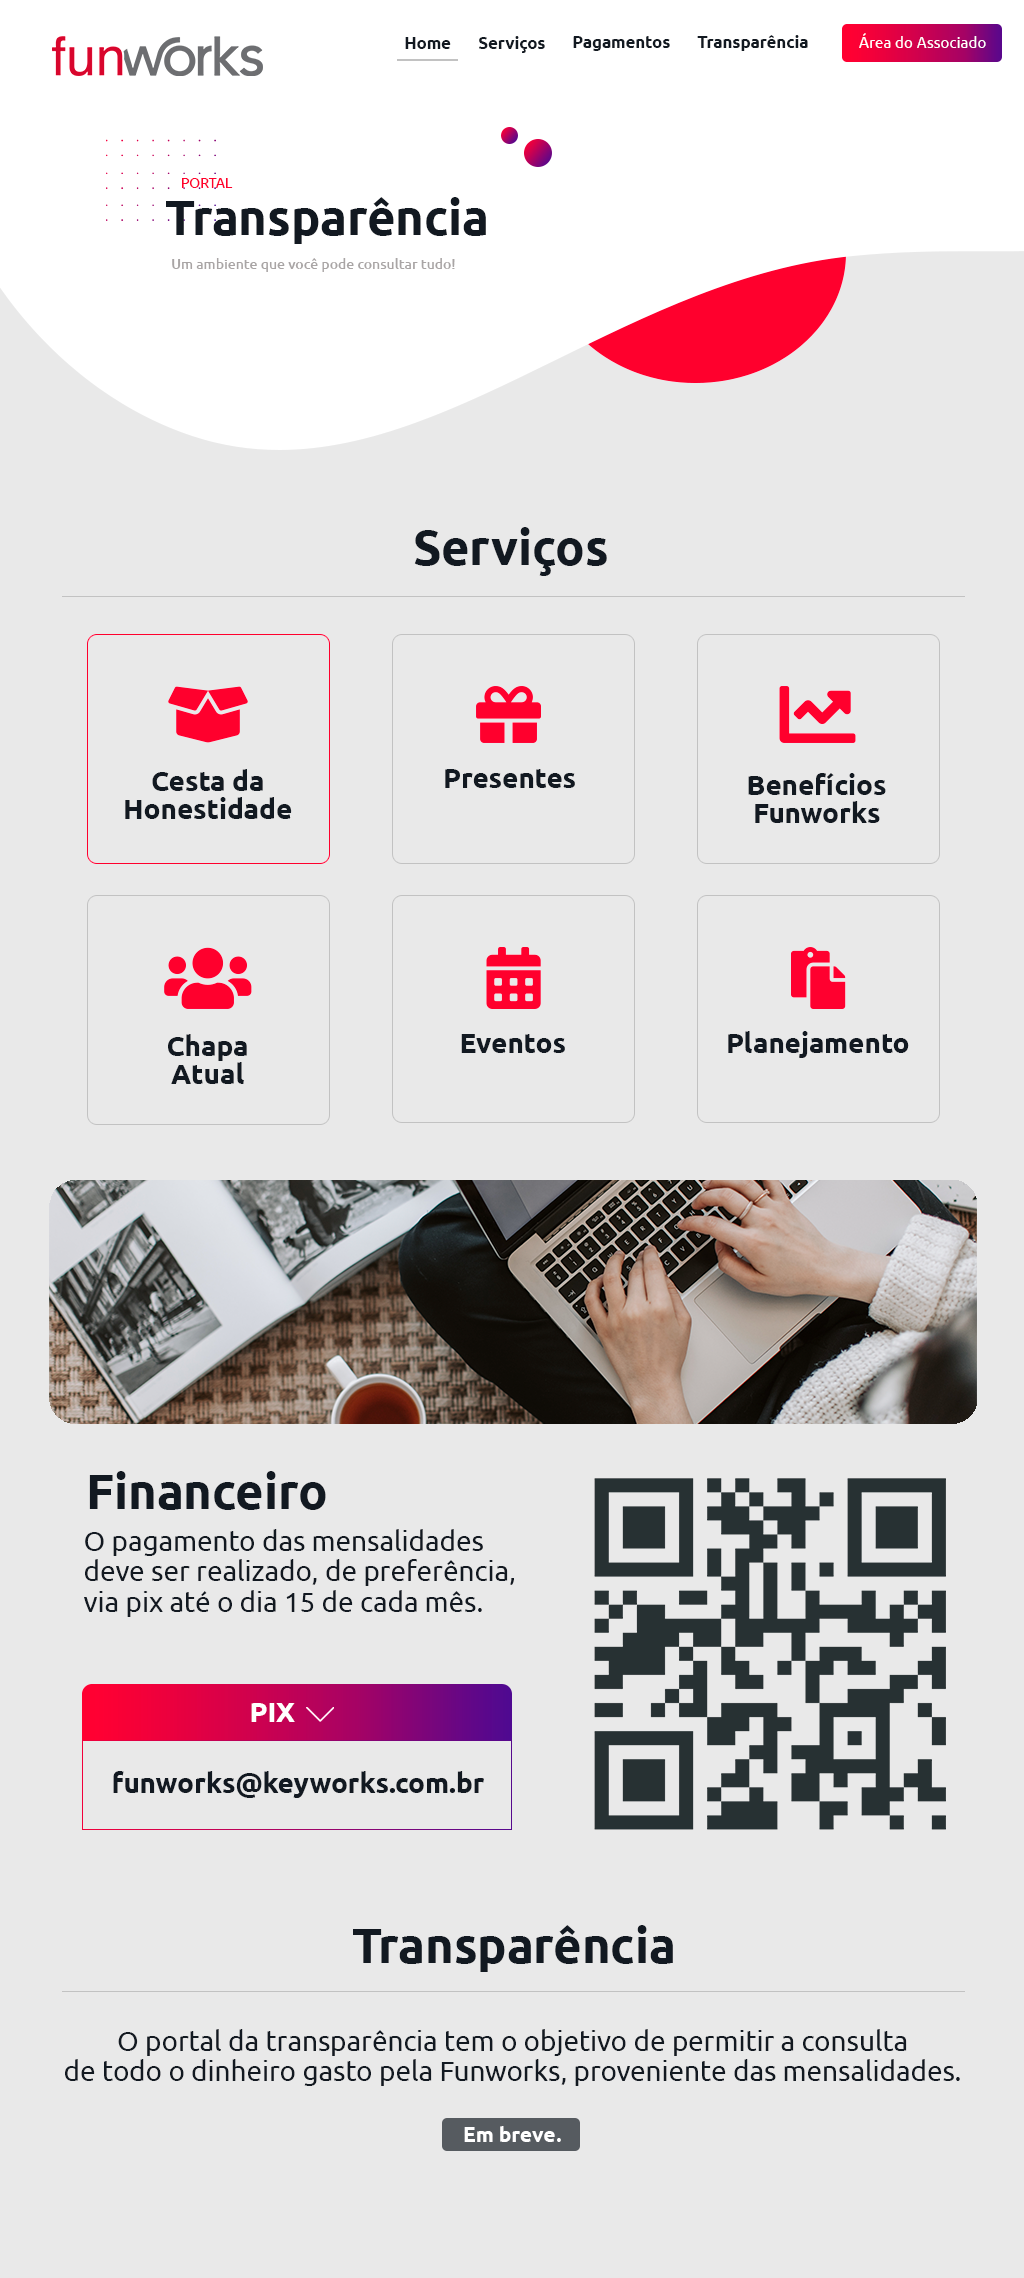 funworks
Home Serviços Pagamentos Transparência Área do Associado
PORTAL
Transparência
Um ambiente que você pode consultar tudo!
Serviços
Cesta da
Honestidade
Presentes
Benefícios
Funworks
Chapa
Atual
Eventos
Planejamento
Financeiro
O pagamento das mensalidades
deve ser realizado, de preferência,
via pix até o dia 15 de cada mês.
PIX
funworks@keyworks.com.br
Transparência
O portal da transparência tem o objetivo de permitir a consulta
de todo o dinheiro gasto pela Funworks, proveniente das mensalidades.
Em breve.